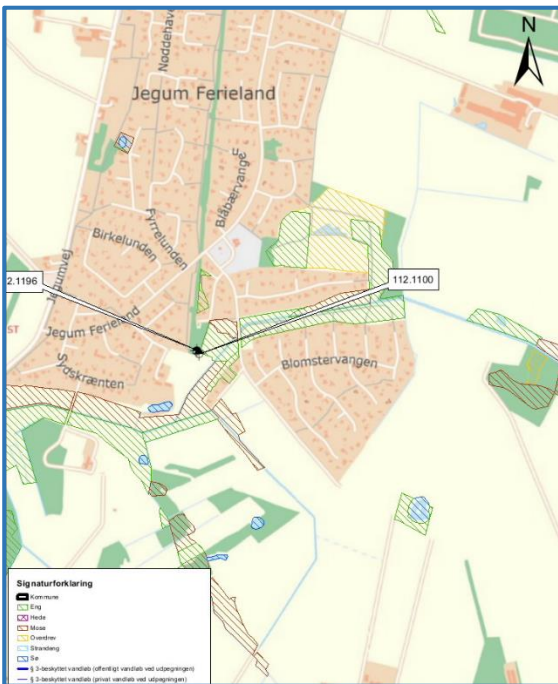 N
Nøddehave
Jegum Ferieland
Blåbærvange
Fyrrelunden
Birkelunden
Jegumvej
2.1196
112.1100
ST
Jegum Ferieland
Sydskrænten
Blomstervangen
Signaturforklaring
Kommune
Eng
Hede
Mose
Overdrev
Strandeng
Sø
§ 3-beskyttet vandløb (offentligt vandløb ved udpegningen)
§ 3-beskyttet vandløb (privat vandløb ved udpegningen)